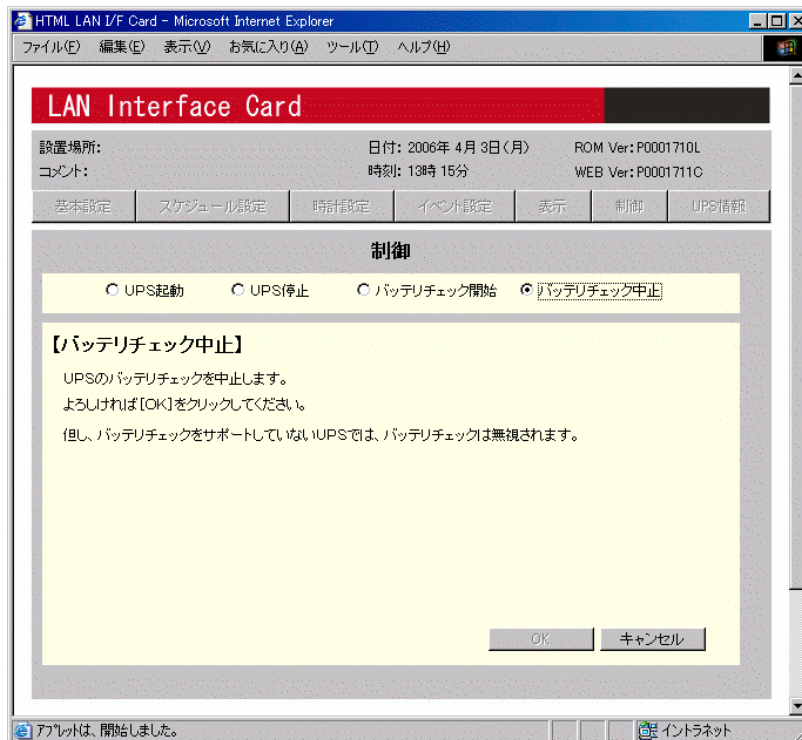 HTML LAN I/F Card - Microsoft Internet Explorer
ファイル(F) 編集(E) 表示(V) お気に入り(A) ツール(T) ヘルプ(H)
LAN Interface Card
設置場所: 日付: 2006年 4月 3日(月) ROM Ver: P0001710L
コメント: 時刻: 13時 15分 WEB Ver: P0001711C
基本設定 スケジュール設定 時計設定 イベント設定 表示 制御 UPS情報
制御
UPS起動 UPS停止 バッテリチェック開始 バッテリチェック中止
【バッテリチェック中止】
UPSのバッテリチェックを中止します。
よろしければ[OK]をクリックしてください。
但し、バッテリチェックをサポートしていないUPSでは、バッテリチェックは無視されます。
OK キャンセル
アプレットは、開始しました。 イントラネット